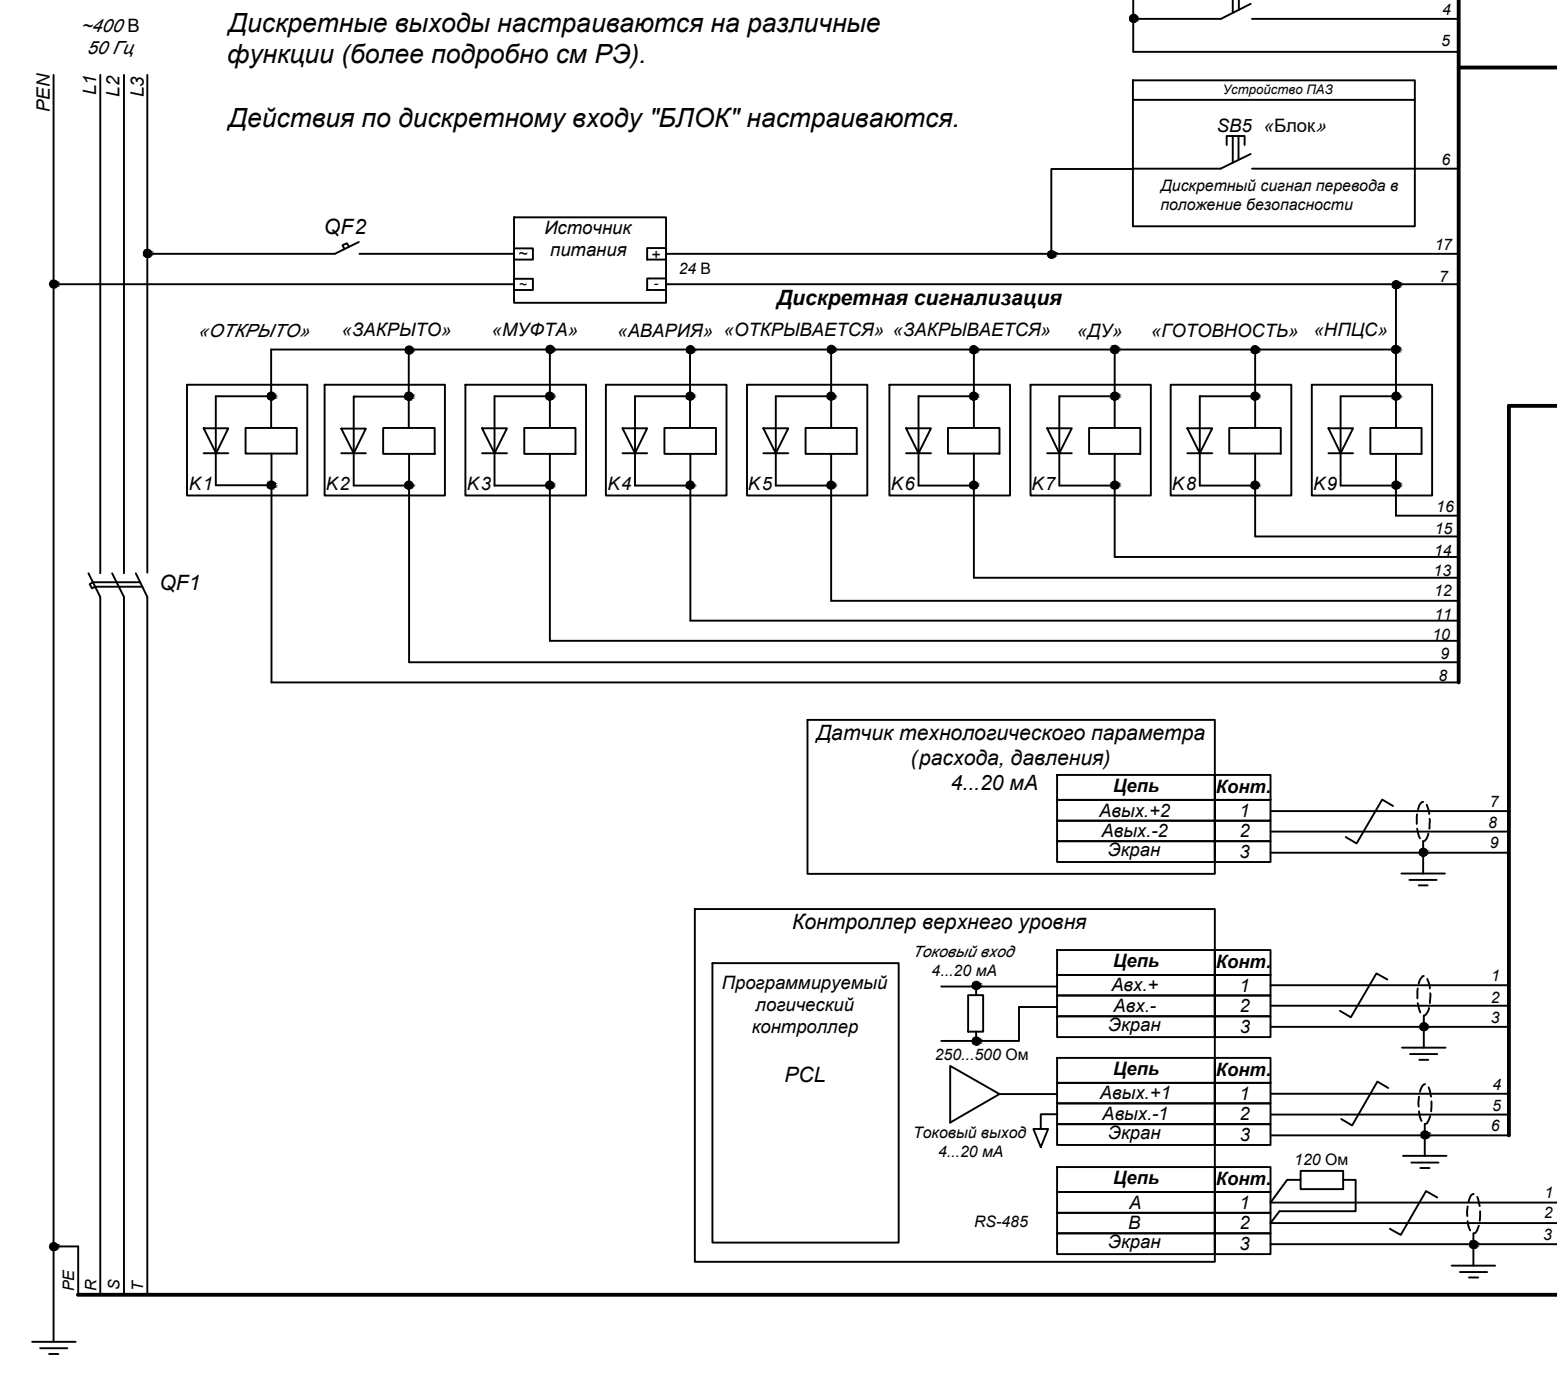 ~400 В
50 Гц
PEN
L1
L2
L3
Дискретные выходы настраиваются на различные
функции (более подробно см РЭ).
Действия по дискретному входу "БЛОК" настраиваются.
4
5
Устройство ПАЗ
SB5 «Блок»
6
Дискретный сигнал перевода в
положение безопасности
QF2
Источник
питания
~
+
~
-
24 В
17
7
Дискретная сигнализация
«ОТКРЫТО» «ЗАКРЫТО» «МУФТА» «АВАРИЯ» «ОТКРЫВАЕТСЯ» «ЗАКРЫВАЕТСЯ» «ДУ» «ГОТОВНОСТЬ» «НПЦС»
K1 K2 K3 K4 K5 K6 K7 K8 K9
16
15
14
13
12
11
10
9
8
QF1
Датчик технологического параметра
(расхода, давления)
4...20 мА
Цепь Конт.
Авых.+2 1
Авых.-2 2
Экран 3
7
8
9
Контроллер верхнего уровня
Программируемый
логический
контроллер
PCL
Токовый вход
4...20 мА
250...500 Ом
Цепь Конт.
Авх.+ 1
Авх.- 2
Экран 3
1
2
3
Токовый выход
4...20 мА
Цепь Конт.
Авых.+1 1
Авых.-1 2
Экран 3
4
5
6
120 Ом
RS-485
Цепь Конт.
A 1
B 2
Экран 3
1
2
3
PE
R
S
T